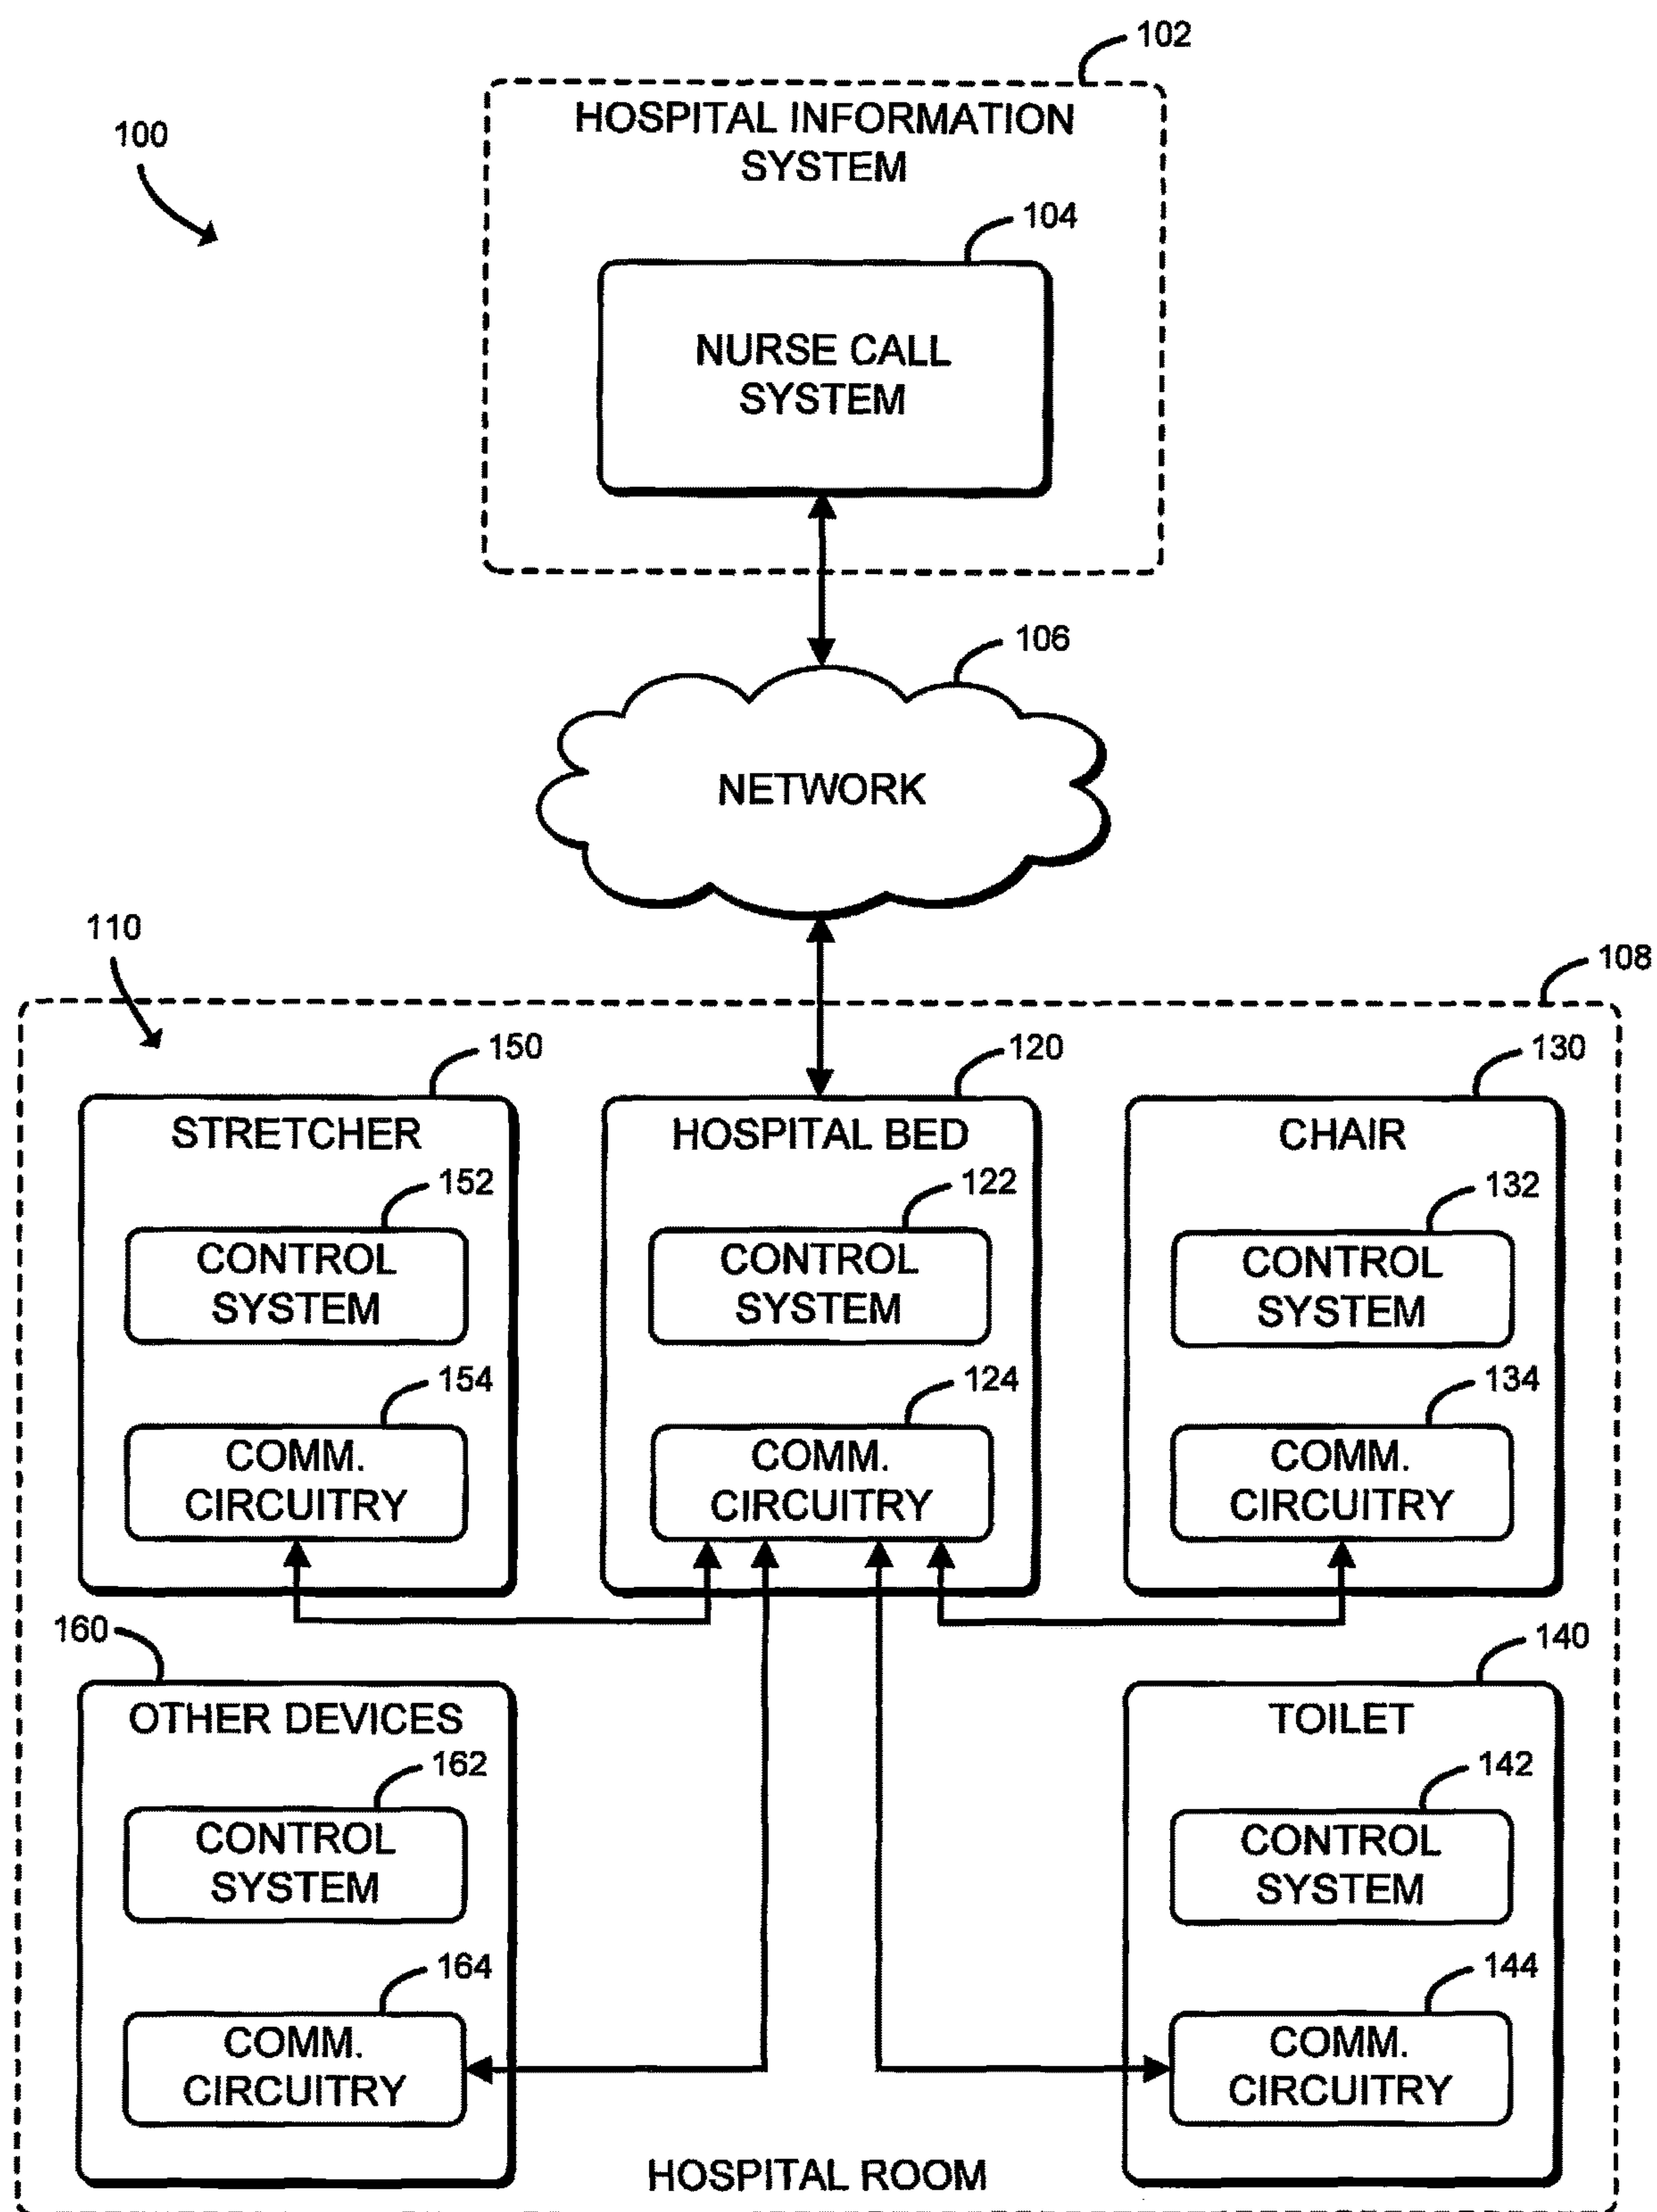 102
HOSPITAL INFORMATION
SYSTEM
100
104
NURSE CALL
SYSTEM
106
NETWORK
110
108
150
120
130
STRETCHER
HOSPITAL BED
CHAIR
152
122
132
CONTROL
SYSTEM
CONTROL
SYSTEM
CONTROL
SYSTEM
154
124
134
COMM.
CIRCUITRY
COMM.
CIRCUITRY
COMM.
CIRCUITRY
160
140
OTHER DEVICES
TOILET
162
142
CONTROL
SYSTEM
CONTROL
SYSTEM
164
144
COMM.
CIRCUITRY
COMM.
CIRCUITRY
HOSPITAL ROOM